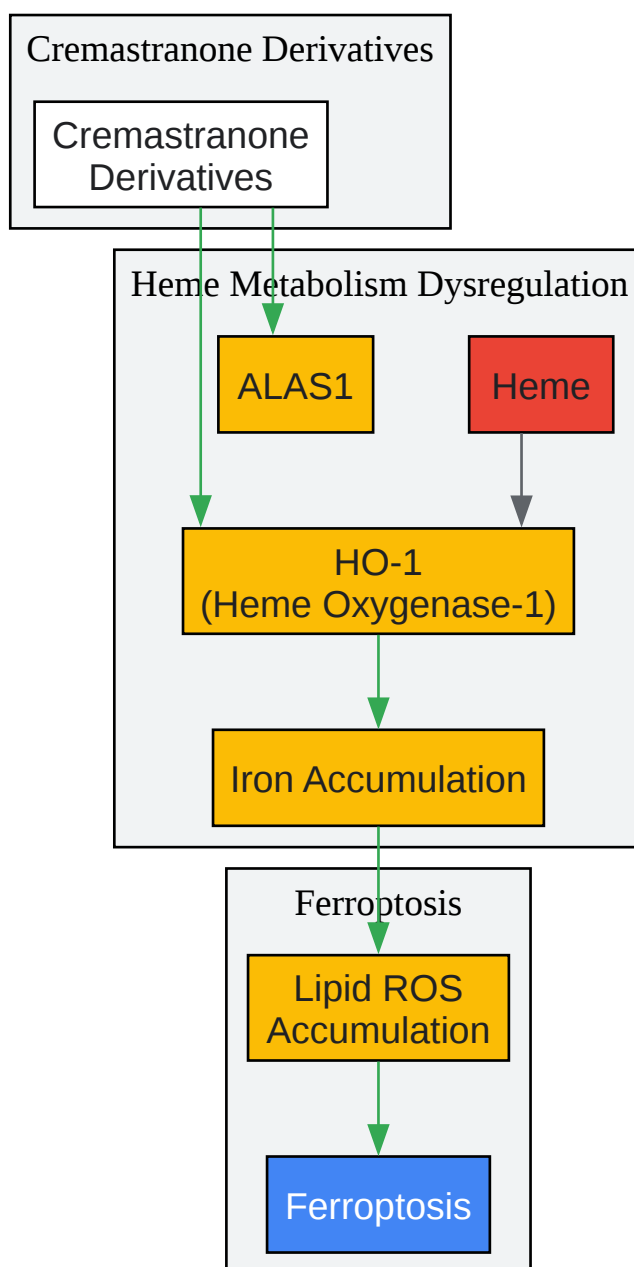 Cremastranone Derivatives
Cremastranone
Derivatives
Heme Metabolism Dysregulation
ALAS1
Heme
HO-1
(Heme Oxygenase-1)
Iron Accumulation
Ferroptosis
Lipid ROS
Accumulation
Ferroptosis